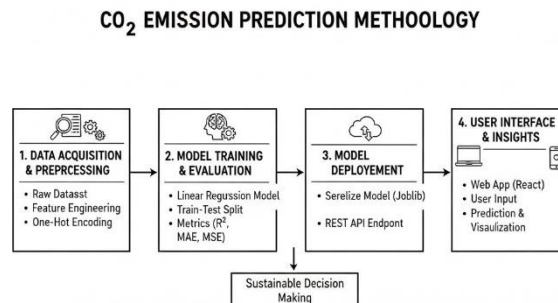 CO2 EMISSION PREDICTION METHOOLOGY
1. DATA ACQUISITION
& PREPRCESSING
• Raw Datasst
• Feature Engineering
• One-Hot Encoding
2. MODEL TRAINING
& EVALUATION
• Linear Regussion Model
• Train-Test Split
• Metrics (R²,
MAE, MSE)
3. MODEL
DEPLOYEMENT
• Serelize Model (Joblib)
• REST API Endpont
4. USER INTERFACE
& INSIGHTS
• Web App (React)
• User Input
• Prediction &
Visaulization
Sustainable Decision
Making